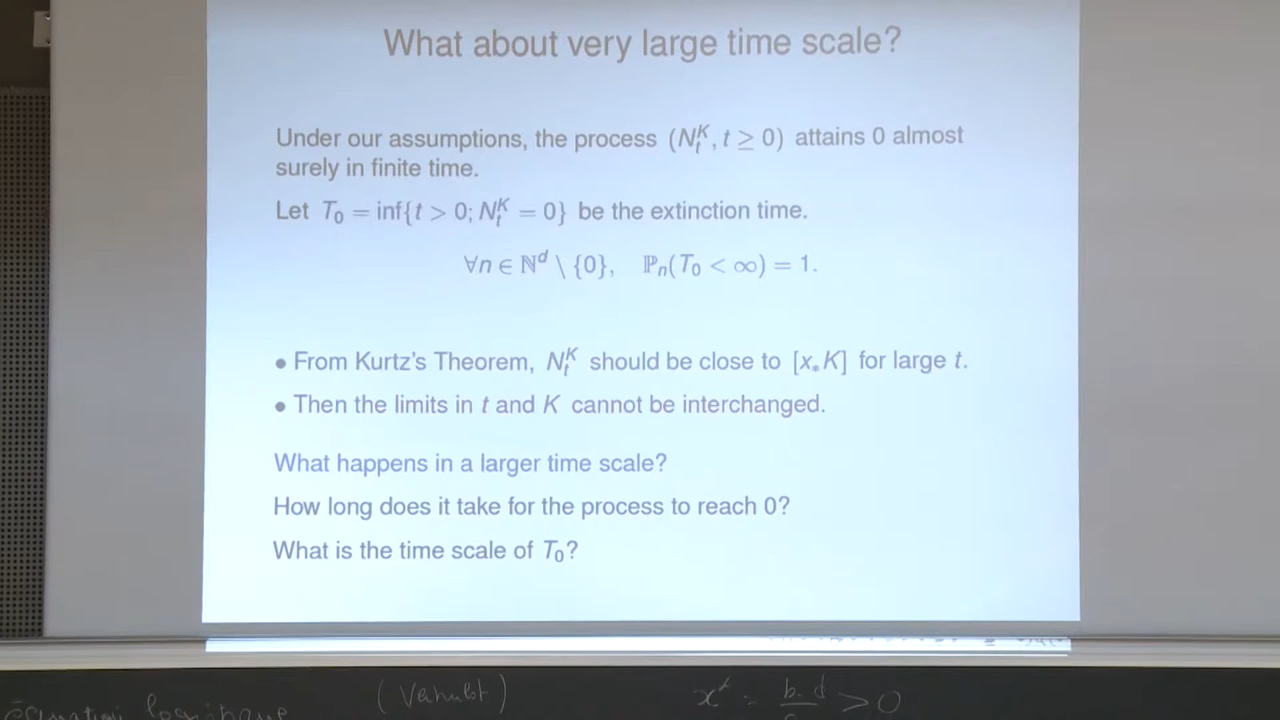 What about very large time scale?
Under our assumptions, the process (N_t^K, t ≥ 0) attains 0 almost
surely in finite time.
Let T_0 = inf{t > 0; N_t^K = 0} be the extinction time.
∀n ∈ ℕ^d \ {0}, ℙ_n(T_0 < ∞) = 1.
• From Kurtz's Theorem, N_t^K should be close to [x_*K] for large t.
• Then the limits in t and K cannot be interchanged.
What happens in a larger time scale?
How long does it take for the process to reach 0?
What is the time scale of T_0?
x^* = b-d > 0